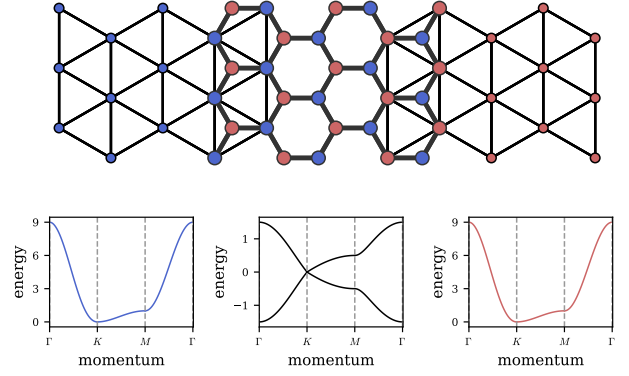 9
6
3
0
energy
Γ K M Γ
momentum
1
0
−1
energy
Γ K M Γ
momentum
9
6
3
0
energy
Γ K M Γ
momentum